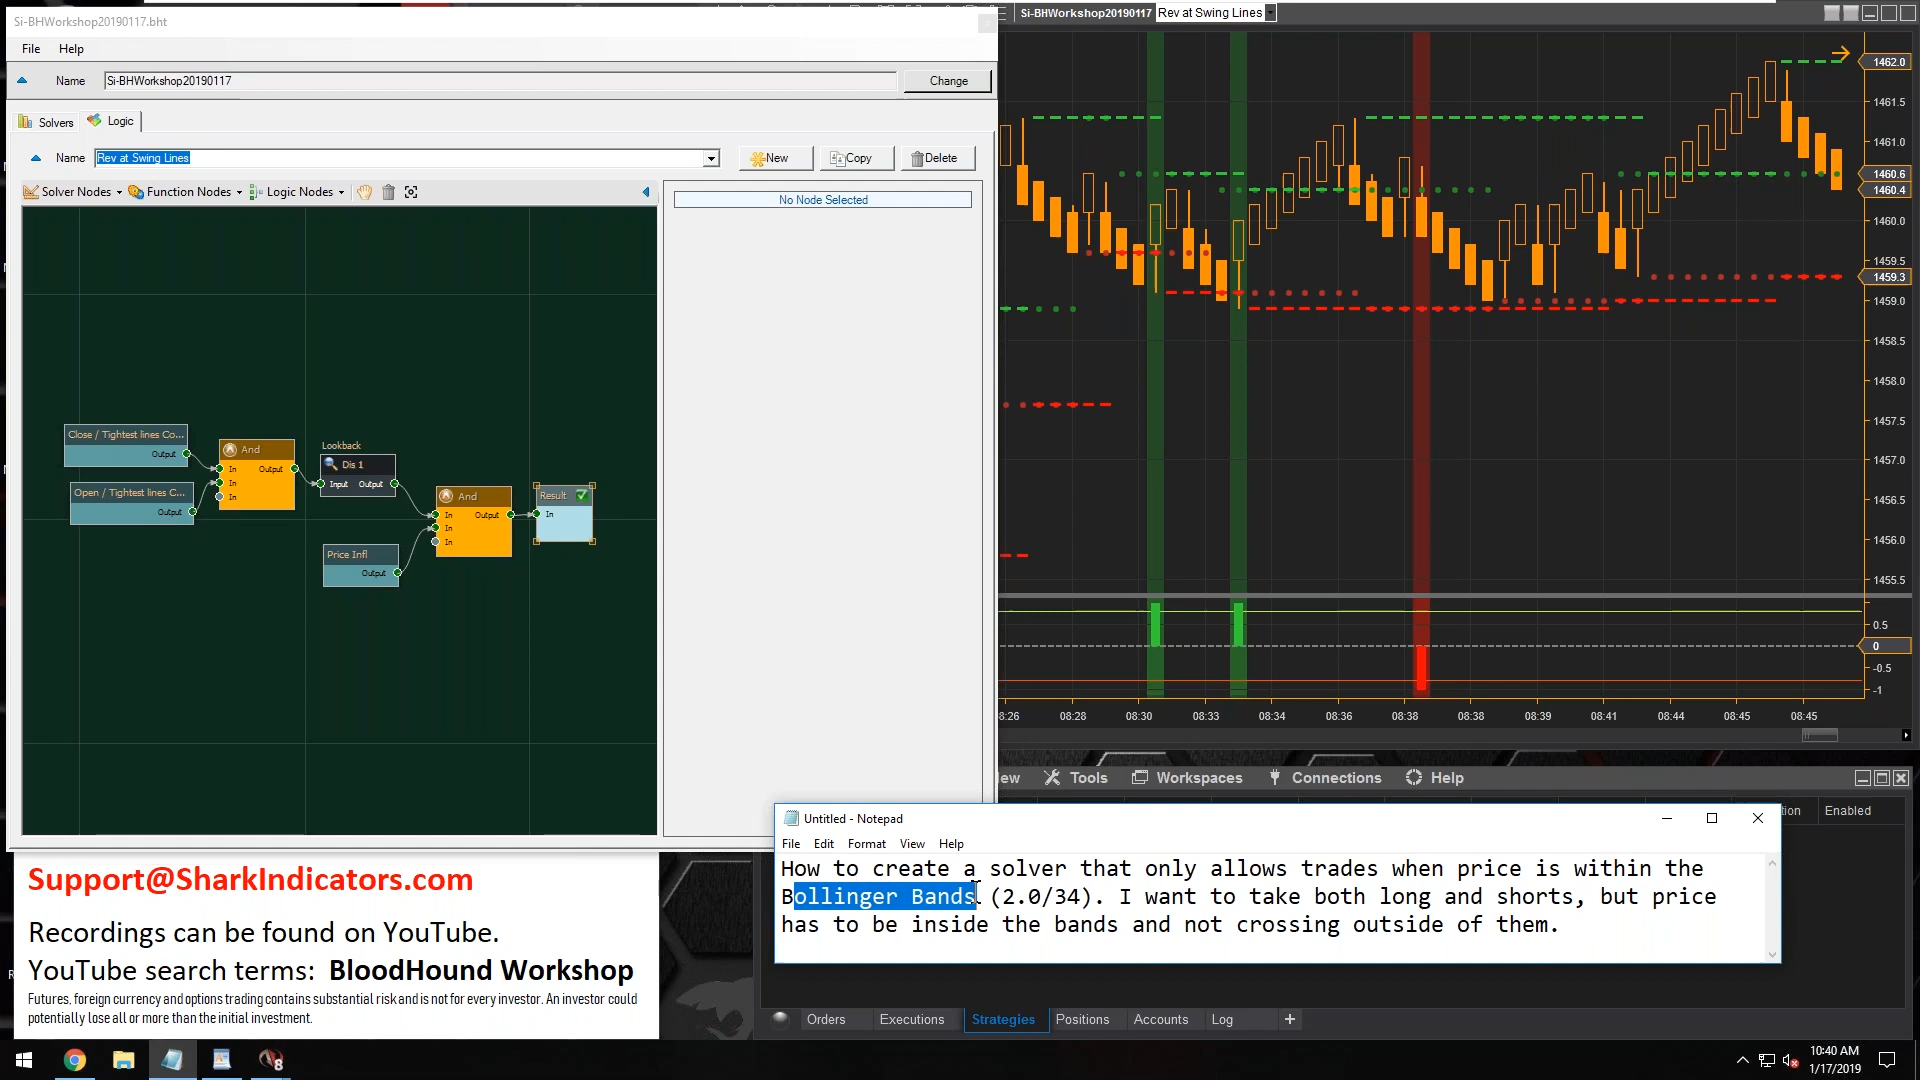 Si-BHWorkshop20190117.bht
File Help
Name Si-BHWorkshop20190117 Change
Solvers Logic
Name Rev at Swing Lines New Copy Delete
Solver Nodes Function Nodes Logic Nodes
No Node Selected
Close / Tightest lines Co...
Output
Open / Tightest lines C...
Output
And
In Output
In
In
Lookback
Dis 1
Input Output
Price Infl
Output
And
In Output
In
In
Result
In
Si-BHWorkshop20190117 Rev at Swing Lines
1462.0
1461.5
1461.0
1460.6
1460.4
1460.0
1459.5
1459.3
1459.0
1458.5
1458.0
1457.5
1457.0
1456.5
1456.0
1455.5
0.5
0
-0.5
-1
8:26 08:28 08:30 08:33 08:34 08:36 08:38 08:38 08:39 08:41 08:44 08:45 08:45
ew Tools Workspaces Connections Help
tion Enabled
Untitled - Notepad
File Edit Format View Help
How to create a solver that only allows trades when price is within the
Bollinger Bands (2.0/34). I want to take both long and shorts, but price
has to be inside the bands and not crossing outside of them.
Orders Executions Strategies Positions Accounts Log +
Support@SharkIndicators.com
Recordings can be found on YouTube.
YouTube search terms: BloodHound Workshop
Futures, foreign currency and options trading contains substantial risk and is not for every investor. An investor could
potentially lose all or more than the initial investment.
10:40 AM
1/17/2019